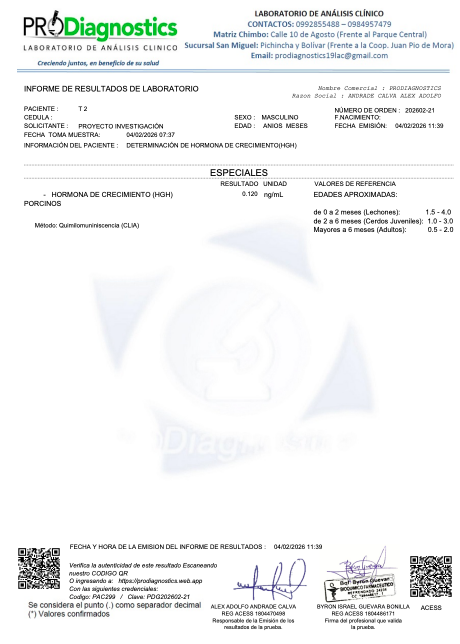 PRODiagnostics
LABORATORIO DE ANÁLISIS CLINICO
Creciendo juntos, en beneficio de su salud
LABORATORIO DE ANÁLISIS CLÍNICO
CONTACTOS: 0992855488 – 0984957479
Matriz Chimbo: Calle 10 de Agosto (Frente al Parque Central)
Sucursal San Miguel: Pichincha y Bolívar (Frente a la Coop. Juan Pio de Mora)
Email: prodiagnostics19lac@gmail.com
INFORME DE RESULTADOS DE LABORATORIO
Nombre Comercial : PRODIAGNOSTICS
Razon Social : ANDRADE CALVA ALEX ADOLFO
PACIENTE : T 2 NÚMERO DE ORDEN : 202602-21
CEDULA : SEXO : MASCULINO F.NACIMIENTO:
SOLICITANTE : PROYECTO INVESTIGACIÓN EDAD : ANIOS MESES FECHA EMISIÓN: 04/02/2026 11:39
FECHA TOMA MUESTRA: 04/02/2026 07:37
INFORMACIÓN DEL PACIENTE : DETERMINACIÓN DE HORMONA DE CRECIMIENTO(HGH)
ESPECIALES
RESULTADO UNIDAD VALORES DE REFERENCIA
- HORMONA DE CRECIMIENTO (HGH) 0.120 ng/mL EDADES APROXIMADAS:
PORCINOS
de 0 a 2 meses (Lechones): 1.5 - 4.0
de 2 a 6 meses (Cerdos Juveniles): 1.0 - 3.0
Mayores a 6 meses (Adultos): 0.5 - 2.0
Método: Quimilomuniniscencia (CLIA)
ProDiagnostics
FECHA Y HORA DE LA EMISION DEL INFORME DE RESULTADOS : 04/02/2026 11:39
Verifica la autenticidad de este resultado Escaneando
nuestro CODIGO QR
O ingresando a: https://prodiagnostics.web.app
Con las siguientes credenciales:
Codigo: PAC299 / Clave: PDG202602-21
Se considera el punto (.) como separador decimal
(*) Valores confirmados
ALEX ADOLFO ANDRADE CALVA
REG ACESS 1804470498
Responsable de la Emisión de los
resultados de la prueba.
BYRON ISRAEL GUEVARA BONILLA
REG ACESS 1804486171
Firma del profesional que valida
la prueba.
ACESS